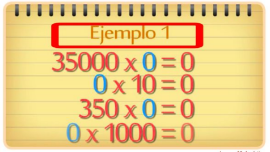 Ejemplo 1
35000 x 0 = 0
0 x 10 = 0
350 x 0 = 0
0 x 1000 = 0